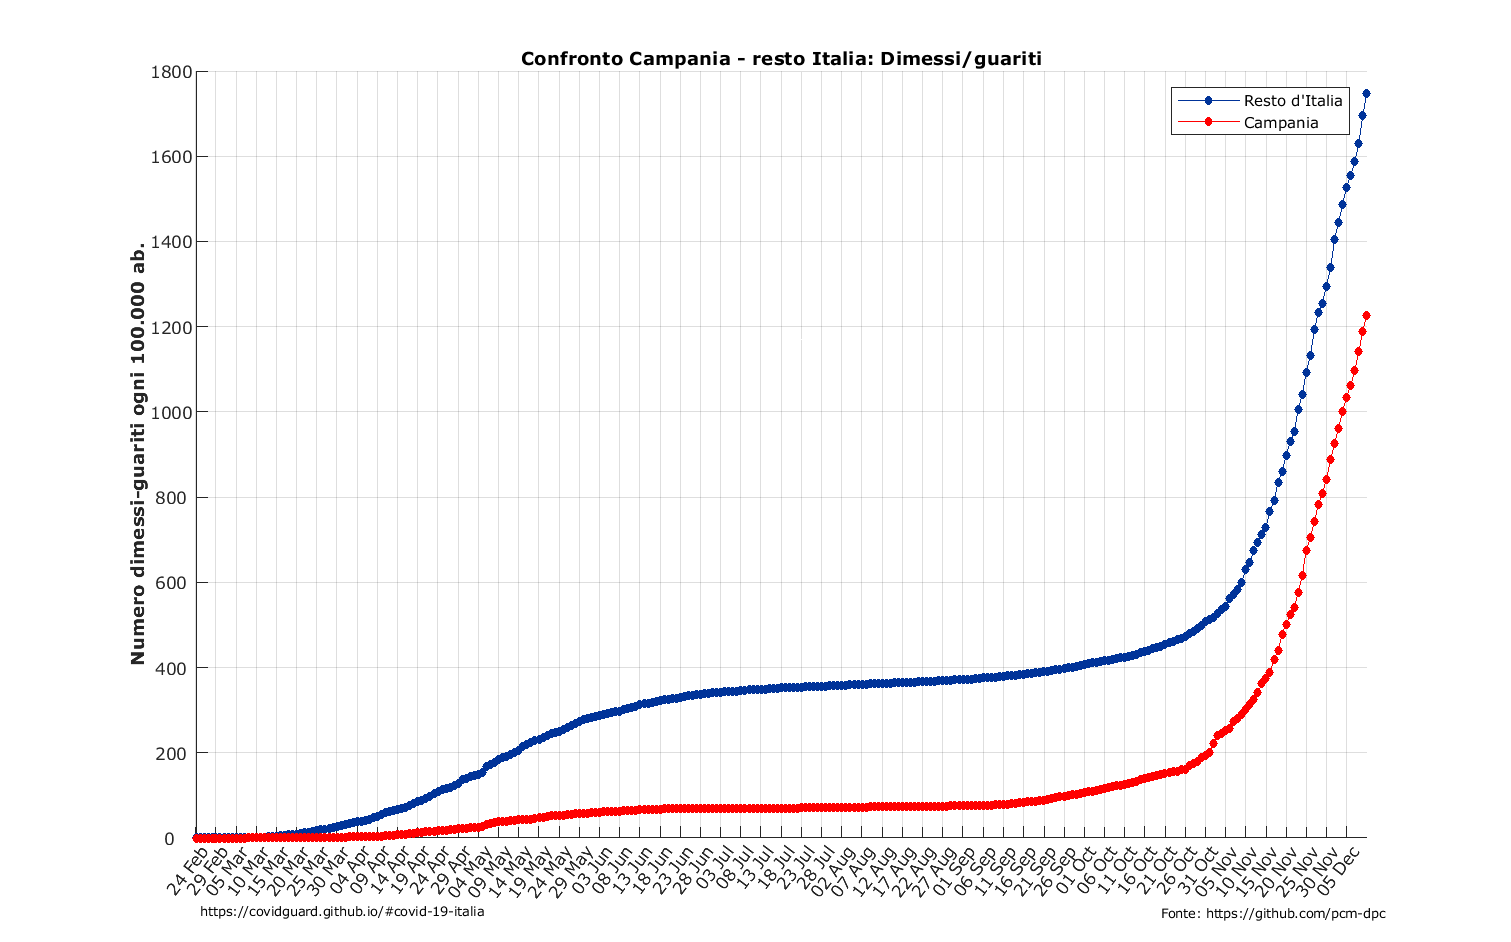 Confronto Campania - resto Italia: Dimessi/guariti
Resto d'Italia
Campania
Numero dimessi-guariti ogni 100.000 ab.
1800
1600
1400
1200
1000
800
600
400
200
0
24 Feb
29 Feb
05 Mar
10 Mar
15 Mar
20 Mar
25 Mar
30 Mar
04 Apr
09 Apr
14 Apr
19 Apr
24 Apr
29 Apr
04 May
09 May
14 May
19 May
24 May
29 May
03 Jun
08 Jun
13 Jun
18 Jun
23 Jun
28 Jun
03 Jul
08 Jul
13 Jul
18 Jul
23 Jul
28 Jul
02 Aug
07 Aug
12 Aug
17 Aug
22 Aug
27 Aug
01 Sep
06 Sep
11 Sep
16 Sep
21 Sep
26 Sep
01 Oct
06 Oct
11 Oct
16 Oct
21 Oct
26 Oct
31 Oct
05 Nov
10 Nov
15 Nov
20 Nov
25 Nov
30 Nov
05 Dec
https://covidguard.github.io/#covid-19-italia
Fonte: https://github.com/pcm-dpc